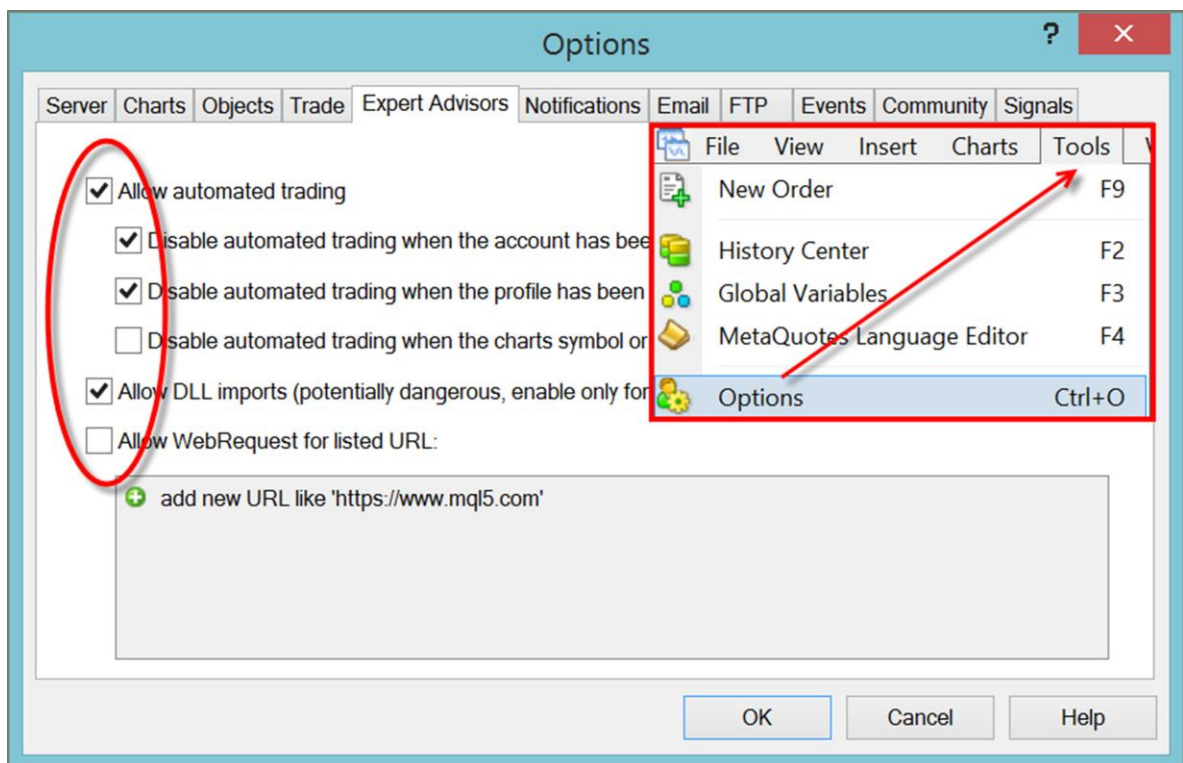 Options
?
Server Charts Objects Trade Expert Advisors Notifications Email FTP Events Community Signals
File View Insert Charts Tools
New Order F9
History Center F2
Global Variables F3
MetaQuotes Language Editor F4
Options Ctrl+O
Allow automated trading
Disable automated trading when the account has
Disable automated trading when the profile has been
Disable automated trading when the charts symbol or
Allow DLL imports (potentially dangerous, enable only for
Allow WebRequest for listed URL:
add new URL like 'https://www.mql5.com'
OK Cancel Help